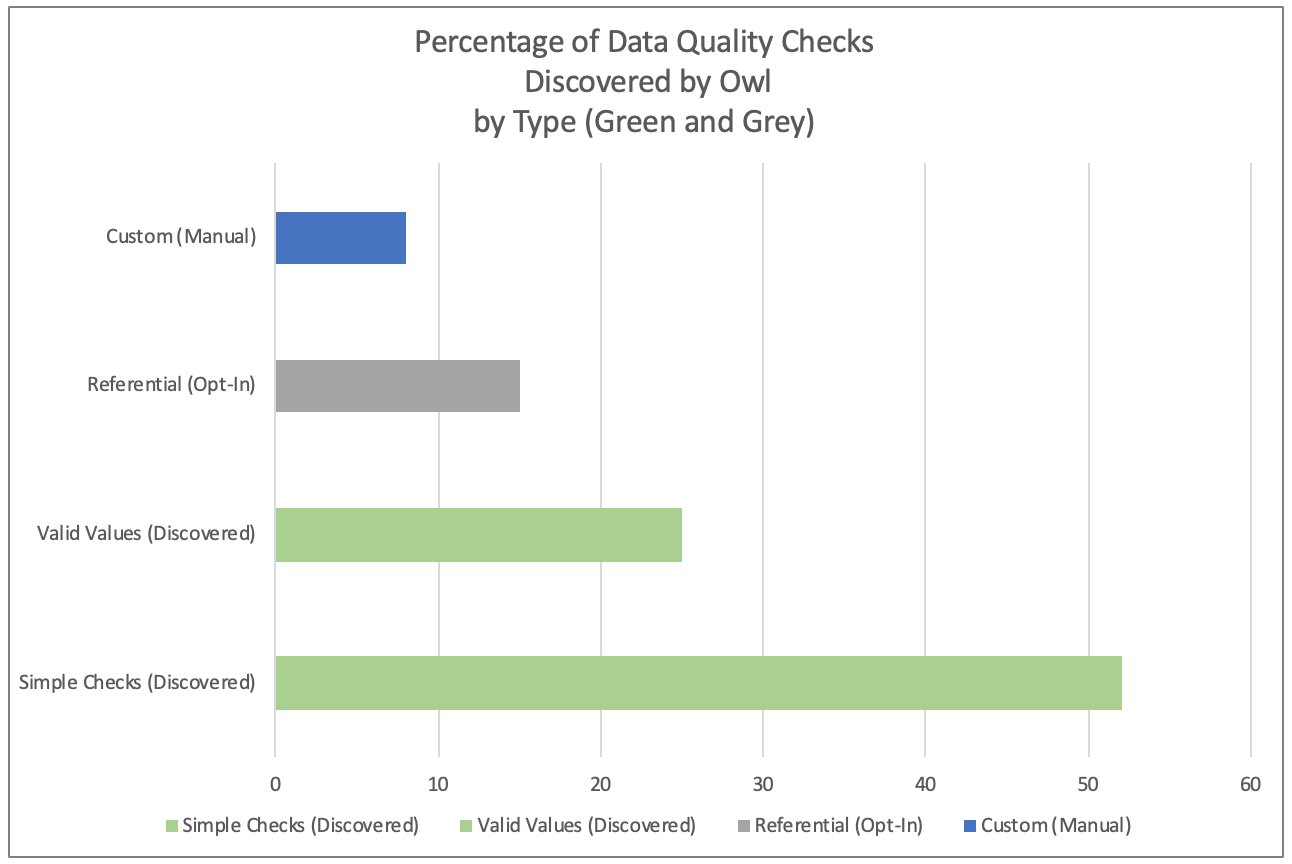 Percentage of Data Quality Checks
Discovered by Owl
by Type (Green and Grey)
Custom (Manual)
Referential (Opt-In)
Valid Values (Discovered)
Simple Checks (Discovered)
0 10 20 30 40 50 60
Simple Checks (Discovered) Valid Values (Discovered) Referential (Opt-In) Custom (Manual)